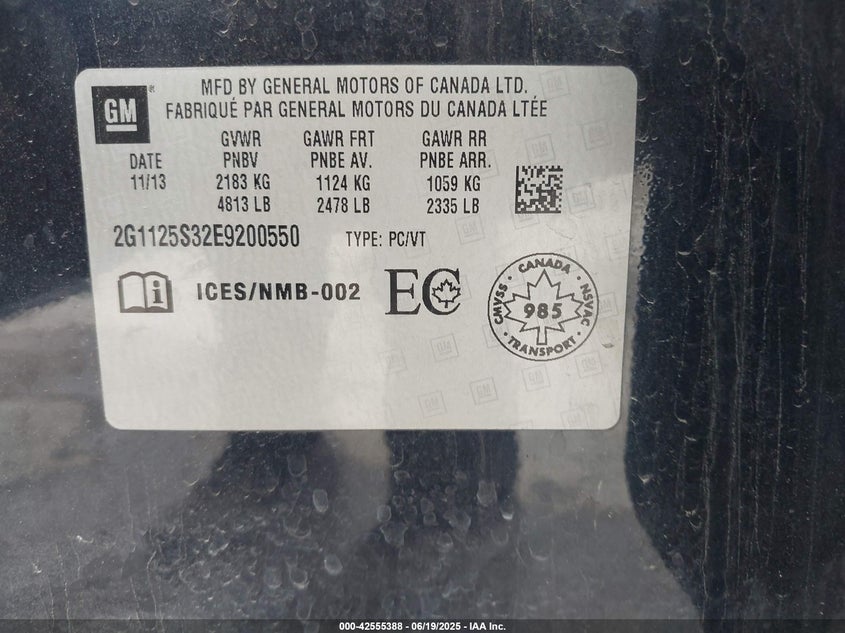 GM
MFD BY GENERAL MOTORS OF CANADA LTD.
FABRIQUÉ PAR GENERAL MOTORS DU CANADA LTÉE
GVWR GAWR FRT GAWR RR
DATE PNBV PNBE AV. PNBE ARR.
11/13 2183 KG 1124 KG 1059 KG
4813 LB 2478 LB 2335 LB
2G1125S32E9200550 TYPE: PC/VT
ICES/NMB-002 EC
CANADA
CMVSS 985 NSVAC
TRANSPORT
000-42555388 - 06/19/2025 - IAA Inc.